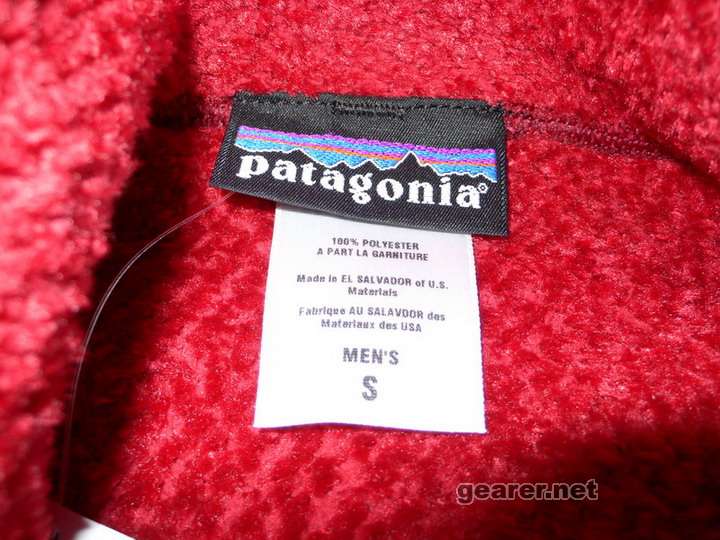 patagonia®
100% POLYESTER
A PART LA GARNITURE
Made in EL SALVADOR of U.S.
Materials
Fabrique AU SALAVDOR des
Materiaux des USA
MEN'S
S
gearer.net